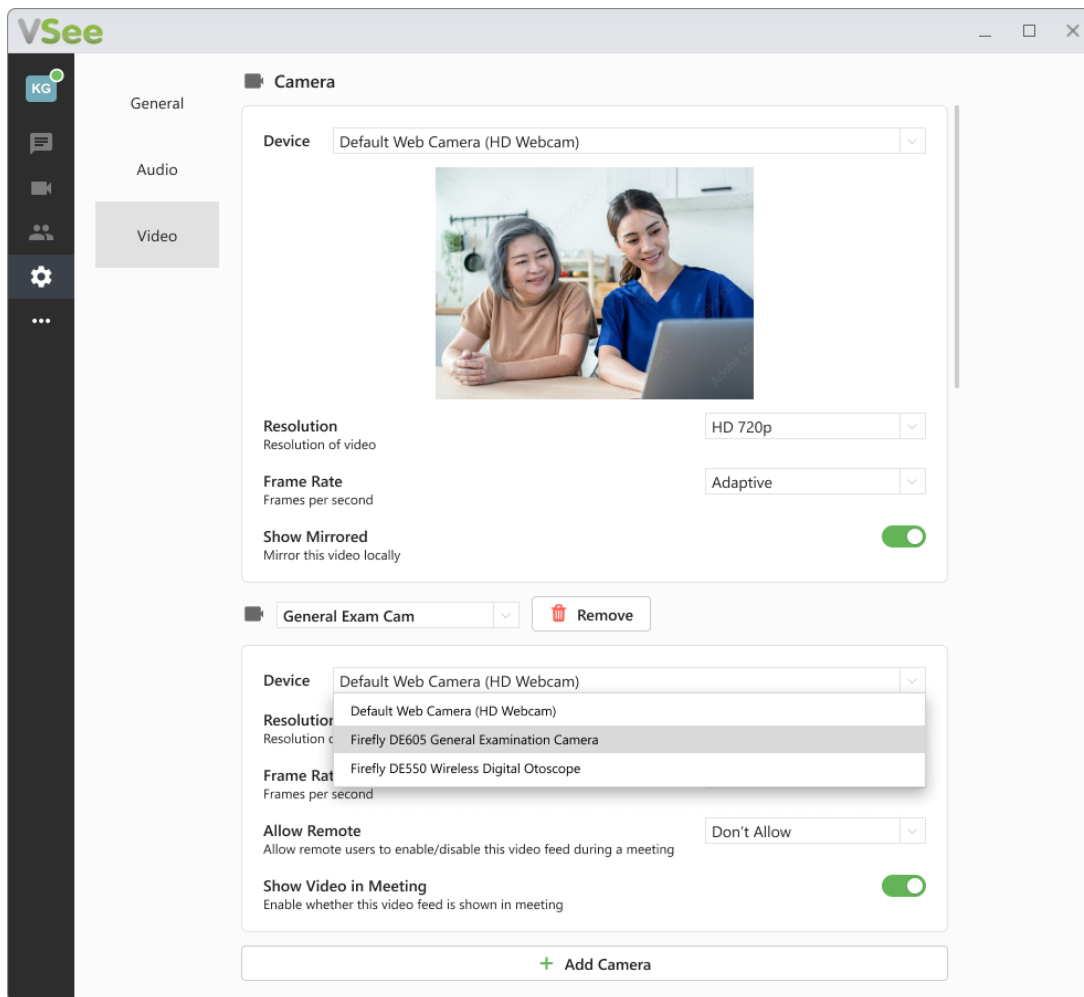 VSee
KG
General
Audio
Video
Camera
Device
Default Web Camera (HD Webcam)
Resolution
Resolution of video
HD 720p
Frame Rate
Frames per second
Adaptive
Show Mirrored
Mirror this video locally
General Exam Cam
Remove
Device
Default Web Camera (HD Webcam)
Default Web Camera (HD Webcam)
Firefly DE605 General Examination Camera
Firefly DE550 Wireless Digital Otoscope
Resolution
Resolution
Frame Rat
Frames per second
Allow Remote
Allow remote users to enable/disable this video feed during a meeting
Don't Allow
Show Video in Meeting
Enable whether this video feed is shown in meeting
+ Add Camera